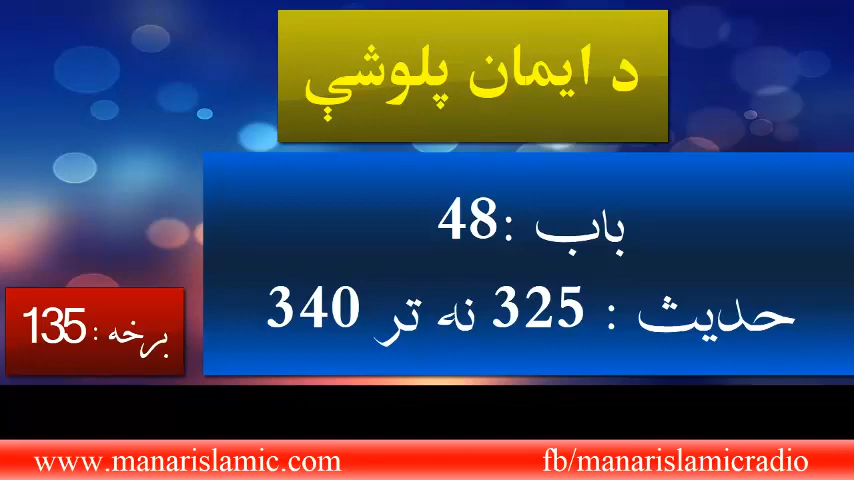 د ايمان پلوشې
باب :48
حديث : 325 نه تر 340
برخه : 135
www.manarislamic.com
fb/manarislamicradio